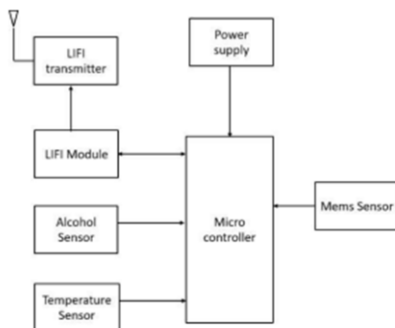 LIFI
transmitter
Power
supply
LIFI Module
Alcohol
Sensor
Micro
controller
Mems Sensor
Temperature
Sensor